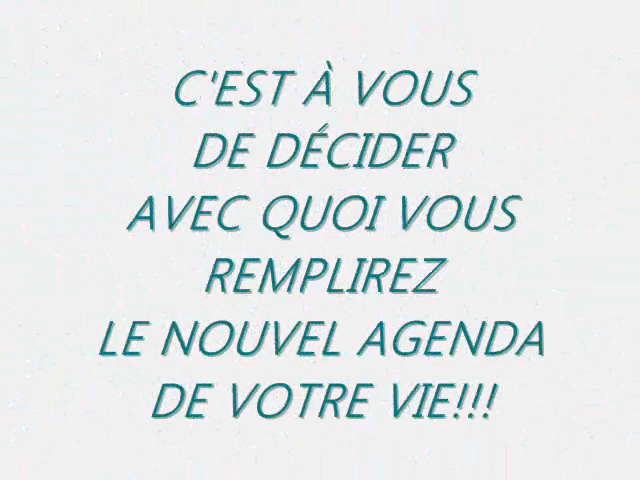 C'EST À VOUS
DE DÉCIDER
AVEC QUOI VOUS
REMPLIREZ
LE NOUVEL AGENDA
DE VOTRE VIE!!!